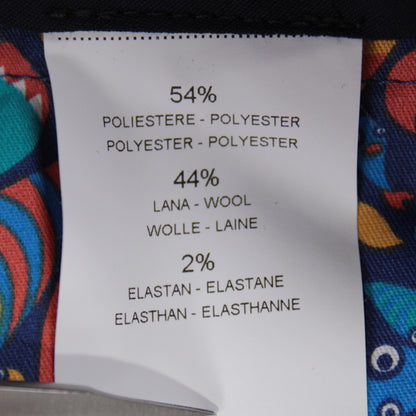 54%
POLIESTERE - POLYESTER
POLYESTER - POLYESTER
44%
LANA - WOOL
WOLLE - LAINE
2%
ELASTAN - ELASTANE
ELASTHAN - ELASTHANNE